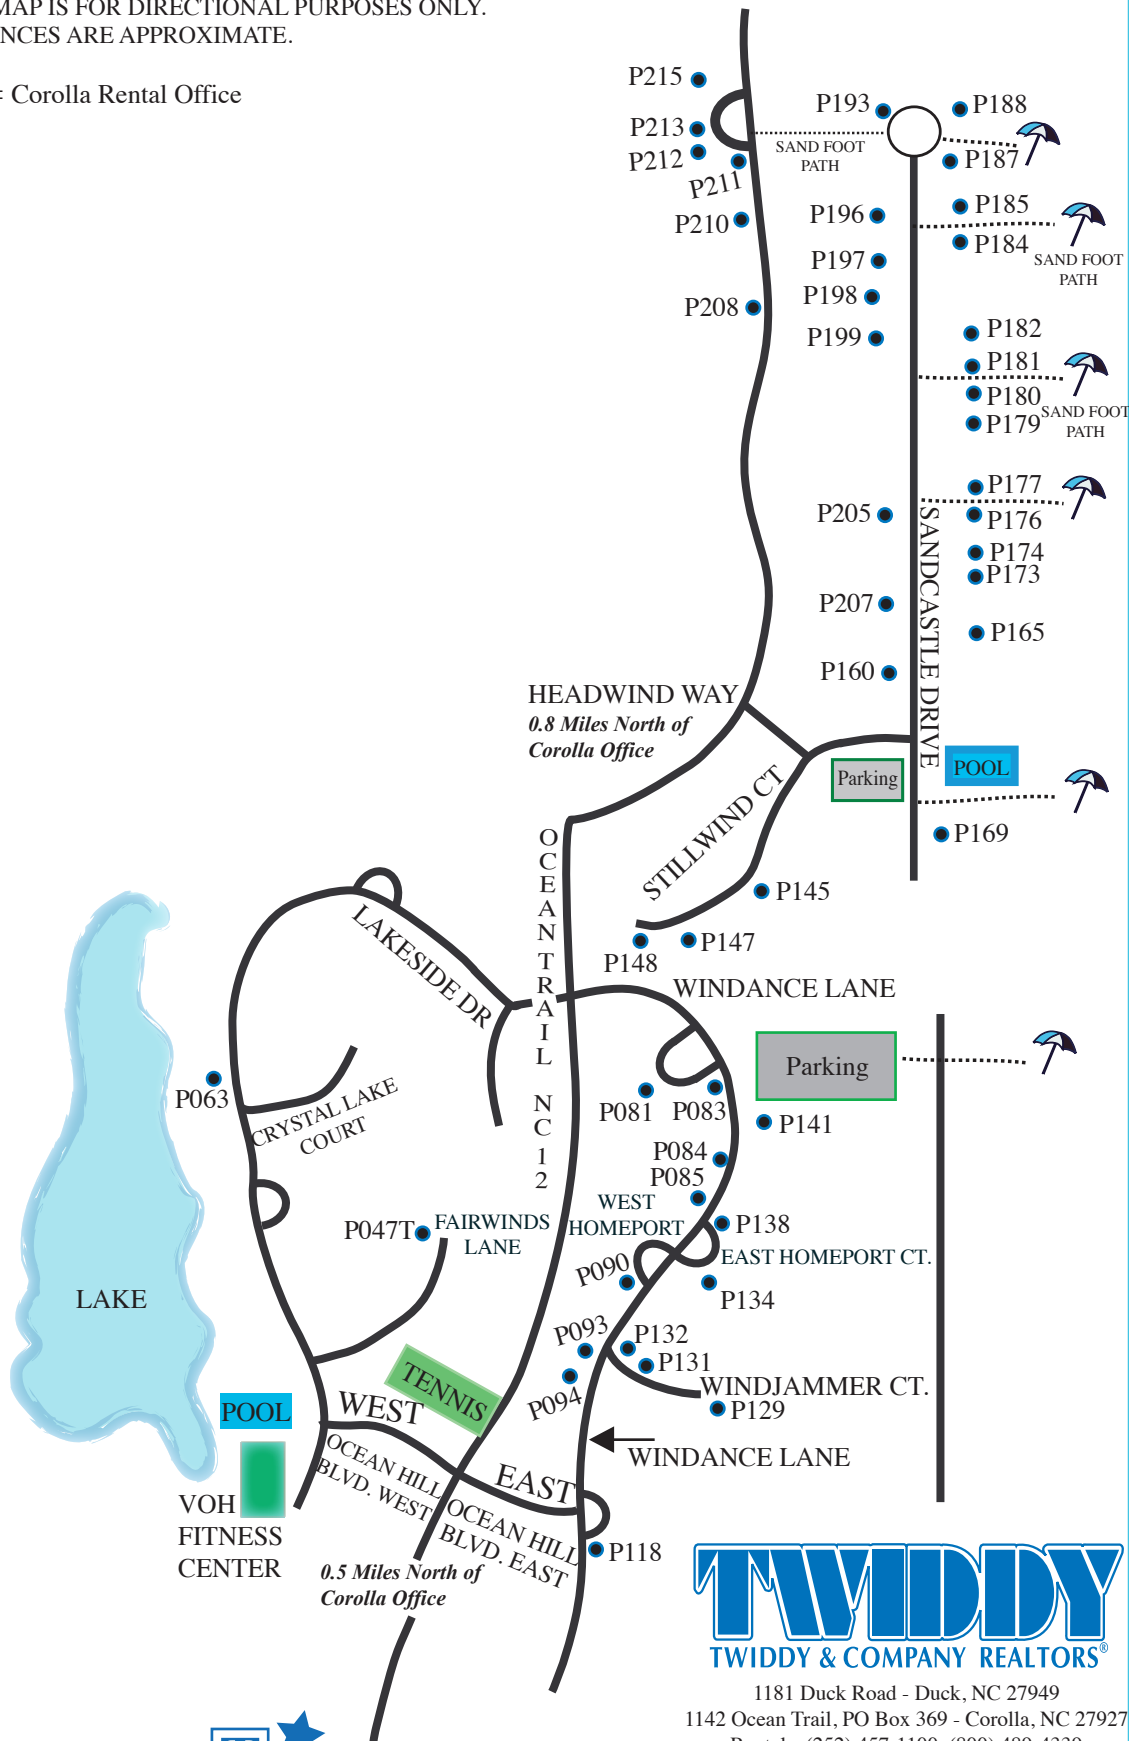 MAP IS FOR DIRECTIONAL PURPOSES ONLY.
NCES ARE APPROXIMATE.
= Corolla Rental Office
P215
P193
P188
P213
SAND FOOT
PATH
P212
P187
P211
P196
P185
P210
P184
SAND FOOT
PATH
P197
P198
P208
P199
P182
P181
P180
SAND FOOT
PATH
P179
P177
P205
P176
SANDCASTLE DRIVE
P174
P173
P207
P165
P160
HEADWIND WAY
0.8 Miles North of
Corolla Office
Parking
POOL
STILLWIND CT
P169
OCEAN TRAIL NC 12
P145
LAKESIDE DR
P147
P148
WINDANCE LANE
Parking
P063
CRYSTAL LAKE
COURT
P081
P083
P141
P084
P085
WEST
HOMEPORT
P047T
FAIRWINDS
LANE
P138
EAST HOMEPORT CT.
P090
LAKE
P134
P093
P132
P131
TENNIS
WINDJAMMER CT.
P094
POOL
WEST
P129
OCEAN HILL
BLVD. WEST
EAST
WINDANCE LANE
VOH
FITNESS
CENTER
OCEAN HILL
BLVD. EAST
P118
0.5 Miles North of
Corolla Office
TWIDDY
TWIDDY & COMPANY REALTORS®
1181 Duck Road - Duck, NC 27949
1142 Ocean Trail, PO Box 369 - Corolla, NC 27927